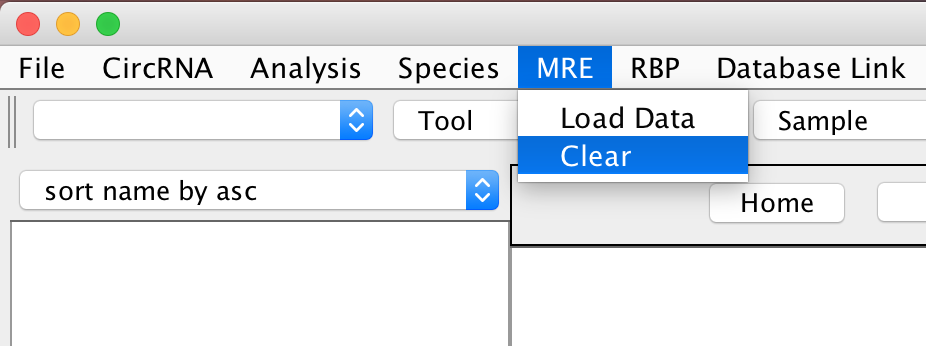 File CircRNA Analysis Species MRE RBP Database Link
Tool Load Data Sample
Clear
sort name by asc
Home